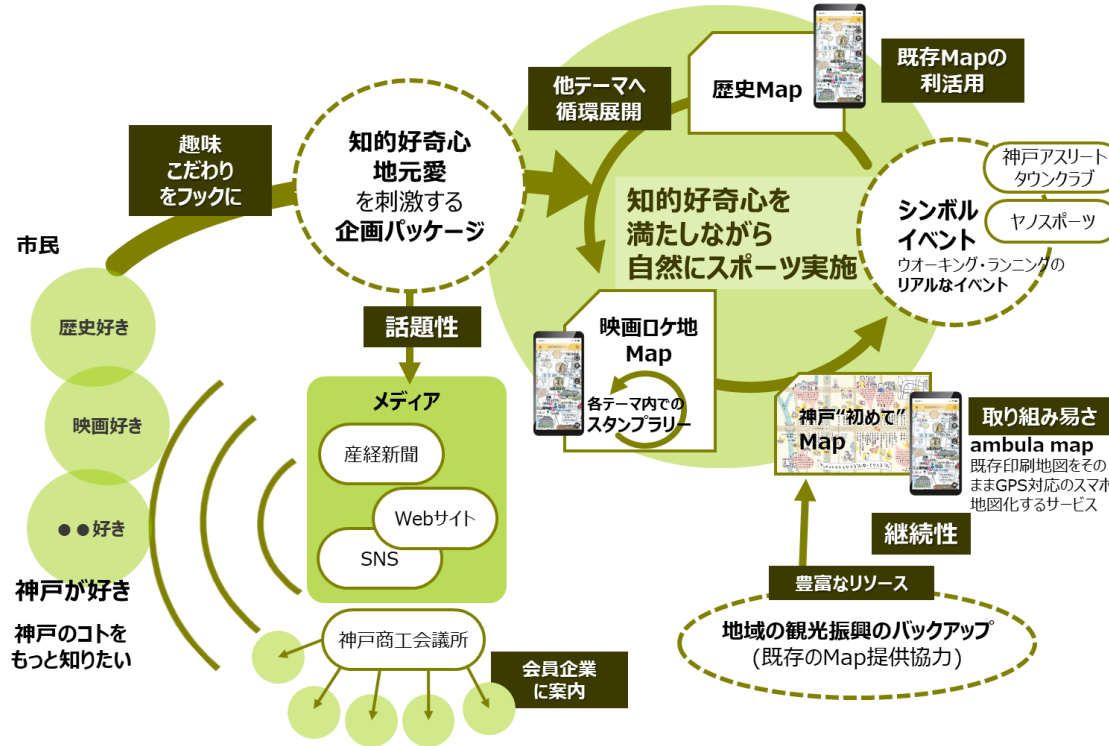 趣味
こだわり
をフックに
知的好奇心
地元愛
を刺激する
企画パッケージ
他テーマへ
循環展開
歴史Map
既存Mapの
利活用
神戸アスリート
タウンクラブ
ヤノスポーツ
シンボル
イベント
ウオーキング・ランニングの
リアルなイベント
知的好奇心を
満たしながら
自然にスポーツ実施
市民
歴史好き
映画好き
●●好き
神戸が好き
神戸のコトを
もっと知りたい
話題性
メディア
産経新聞
Webサイト
SNS
神戸商工会議所
会員企業
に案内
映画ロケ地
Map
各テーマ内での
スタンプラリー
神戸“初めて”
Map
取り組み易さ
ambula map
既存印刷地図をその
ままGPS対応のスマホ
地図化するサービス
継続性
豊富なリソース
地域の観光振興のバックアップ
(既存のMap提供協力)